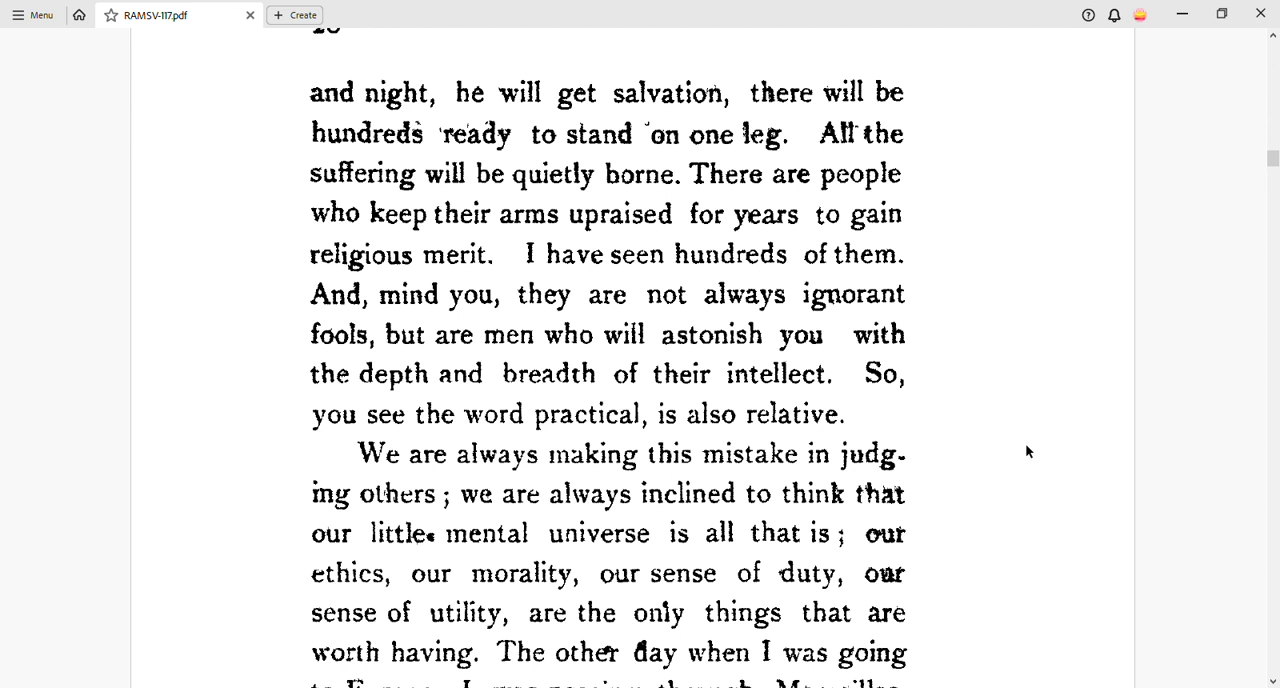 Menu
RAMSV-117.pdf
Create
and night, he will get salvation, there will be
hundreds ready to stand on one leg. All the
suffering will be quietly borne. There are people
who keep their arms upraised for years to gain
religious merit. I have seen hundreds of them.
And, mind you, they are not always ignorant
fools, but are men who will astonish you with
the depth and breadth of their intellect. So,
you see the word practical, is also relative.
We are always making this mistake in judg-
ing others ; we are always inclined to think that
our little mental universe is all that is ; our
ethics, our morality, our sense of duty, our
sense of utility, are the only things that are
worth having. The other day when I was going